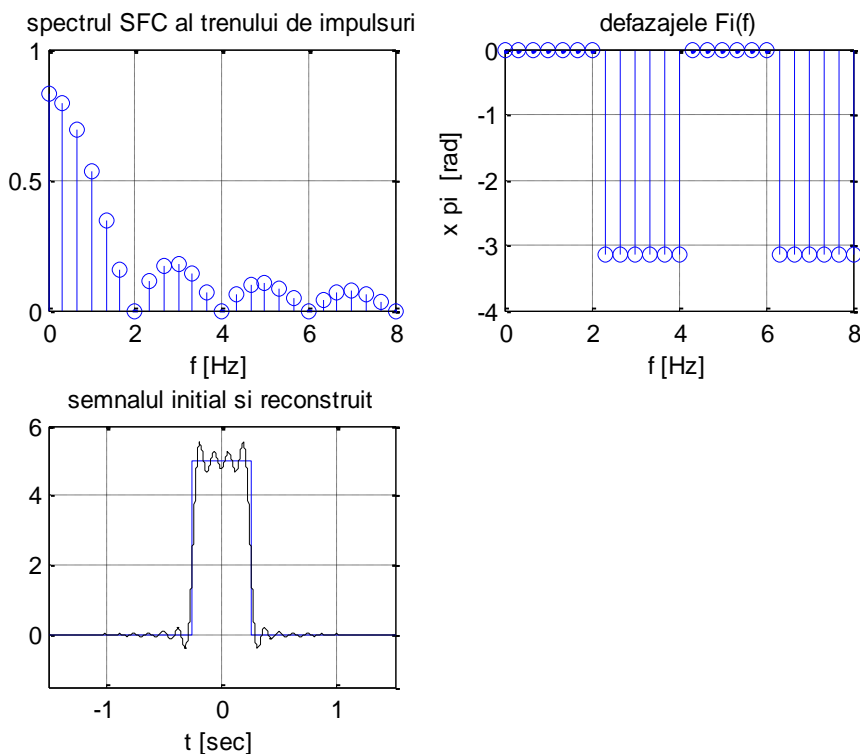 spectrul SFC al trenului de impulsuri
1
0.5
0
0 2 4 6 8
f [Hz]
defazajele Fi(f)
0
-1
-2
-3
-4
x pi [rad]
0 2 4 6 8
f [Hz]
semnalul initial si reconstruit
6
4
2
0
-1 0 1
t [sec]